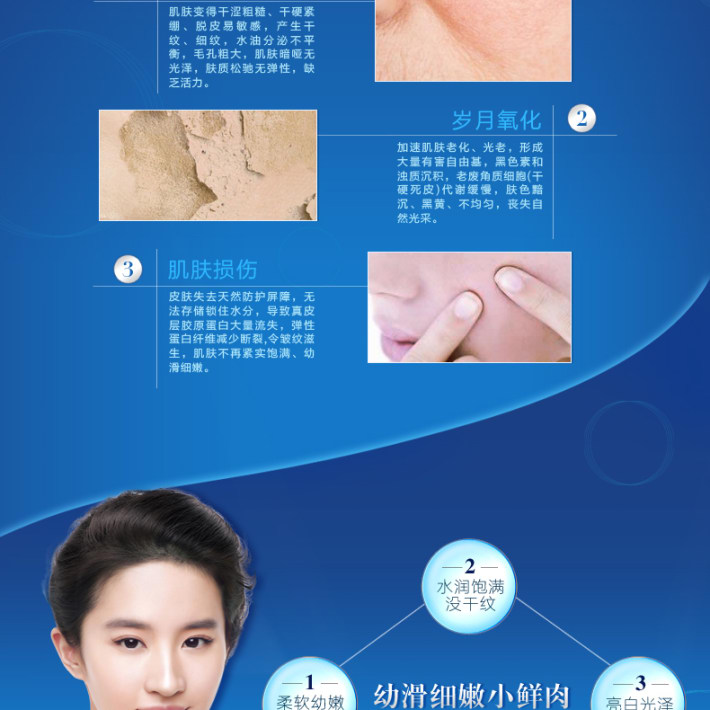 肌肤变得干涩粗糙、干硬紧
绷、脱皮易敏感，产生干
纹、细纹，水油分泌不平
衡，毛孔粗大，肌肤暗哑无
光泽，肤质松驰无弹性，缺
乏活力。
岁月氧化
2
加速肌肤老化、光老，形成
大量有害自由基，黑色素和
浊质沉积，老废角质细胞(干
硬死皮)代谢缓慢，肤色黯
沉、黑黄、不均匀，丧失自
然光采。
3
肌肤损伤
皮肤失去天然防护屏障，无
法存储锁住水分，导致真皮
层胶原蛋白大量流失，弹性
蛋白纤维减少断裂,令皱纹滋
生，肌肤不再紧实饱满、幼
滑细嫩。
2
水润饱满
没干纹
1
柔软幼嫩
幼滑细嫩小鲜肉
3
亮白光泽